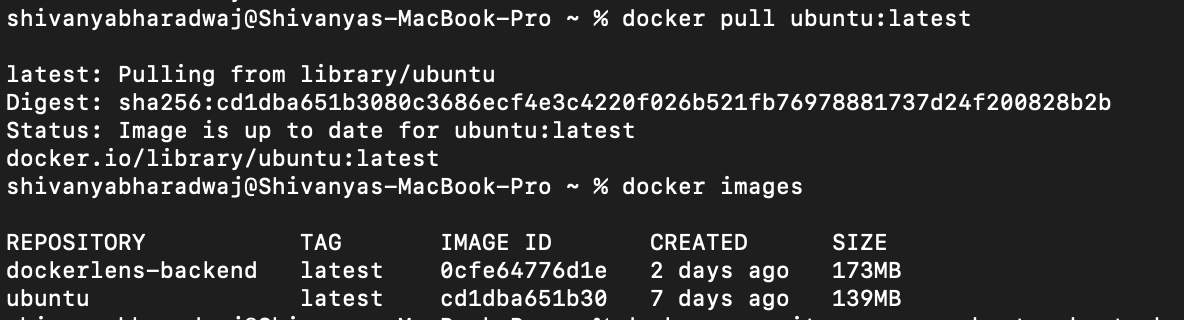 shivanyabharadwaj@Shivanyas-MacBook-Pro ~ % docker pull ubuntu:latest
latest: Pulling from library/ubuntu
Digest: sha256:cd1dba651b3080c3686ecf4e3c4220f026b521fb76978881737d24f200828b2b
Status: Image is up to date for ubuntu:latest
docker.io/library/ubuntu:latest
shivanyabharadwaj@Shivanyas-MacBook-Pro ~ % docker images
REPOSITORY TAG IMAGE ID CREATED SIZE
dockerlens-backend latest 0cfe64776d1e 2 days ago 173MB
ubuntu latest cd1dba651b30 7 days ago 139MB